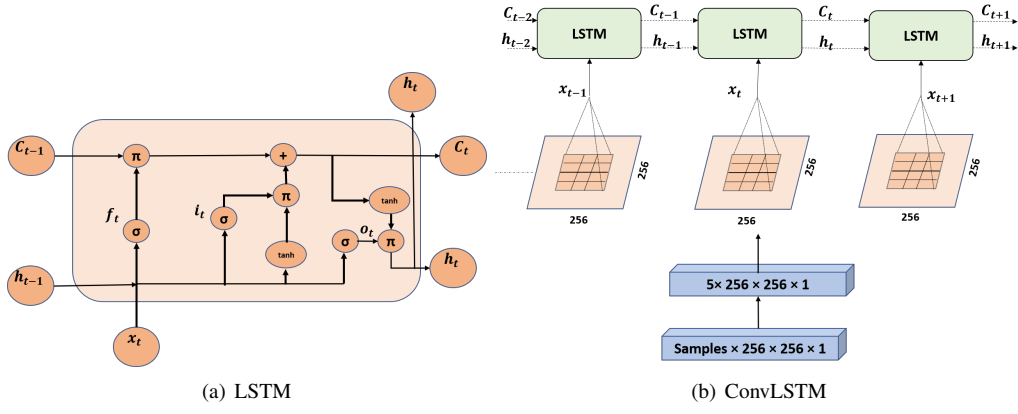 h_t
C_{t-1}
π
+
C_t
f_t
i_t
π
tanh
σ
σ
σ
o_t
π
tanh
h_{t-1}
h_t
x_t
(a) LSTM
C_{t-2}
h_{t-2}
LSTM
C_{t-1}
h_{t-1}
LSTM
C_t
h_t
LSTM
C_{t+1}
h_{t+1}
x_{t-1}
x_t
x_{t+1}
256
256
256
256
256
256
5× 256 × 256 × 1
Samples × 256 × 256 × 1
(b) ConvLSTM